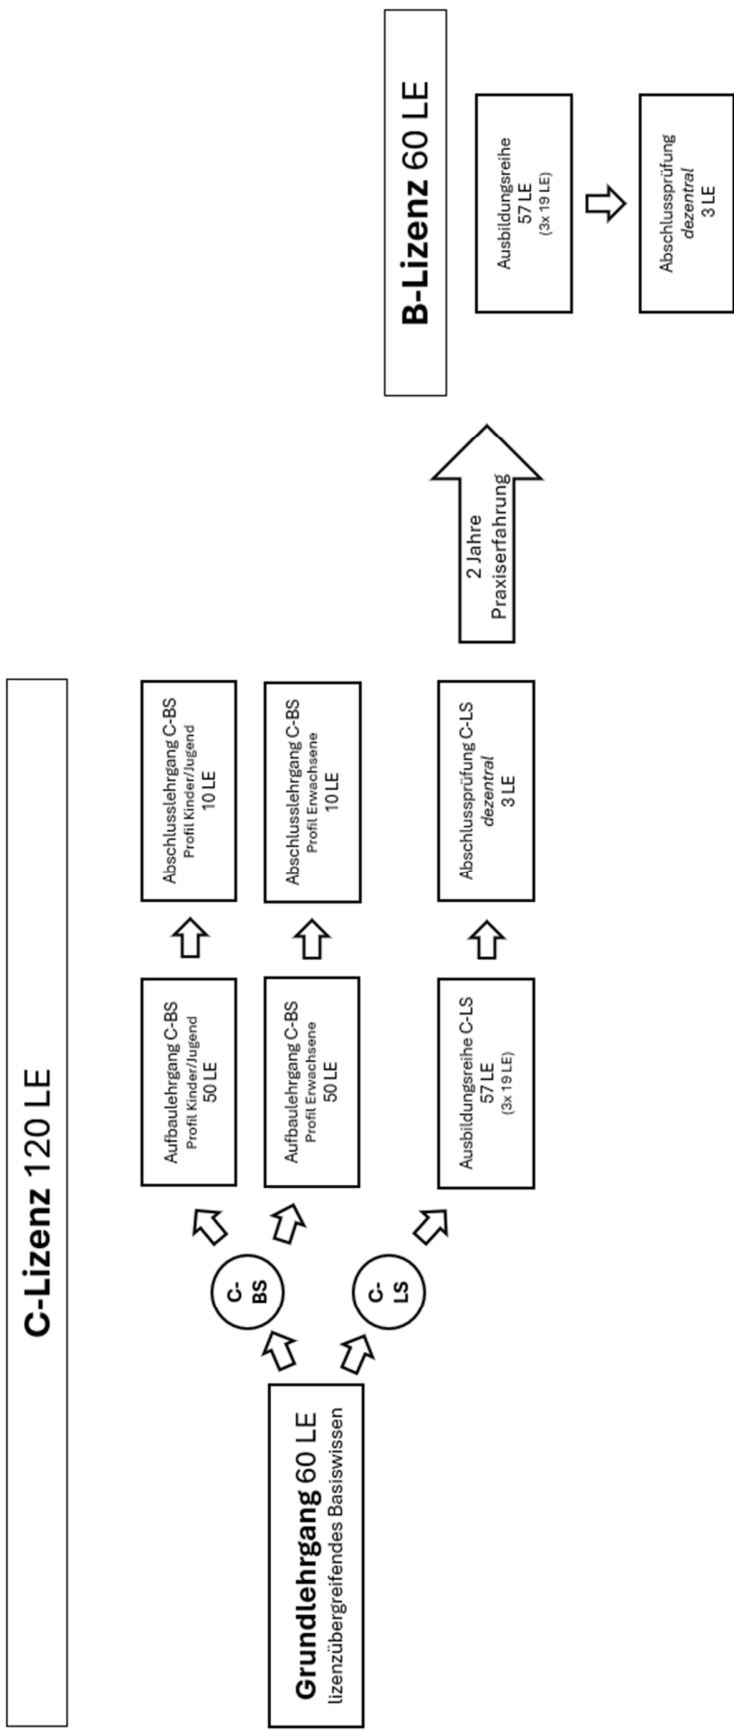 C-Lizenz 120 LE
B-Lizenz 60 LE
Grundlehrgang 60 LE
lizenzübergreifendes Basiswissen
C-
BS
C-
LS
Aufbaulehrgang C-BS
Profil Kinder/Jugend
50 LE
Abschlusslehrgang C-BS
Profil Kinder/Jugend
10 LE
Aufbaulehrgang C-BS
Profil Erwachsene
50 LE
Abschlusslehrgang C-BS
Profil Erwachsene
10 LE
Ausbildungsreihe C-LS
57 LE
(3x 19 LE)
Abschlussprüfung C-LS
dezentral
3 LE
2 Jahre
Praxiserfahrung
Ausbildungsreihe
57 LE
(3x 19 LE)
Abschlussprüfung
dezentral
3 LE